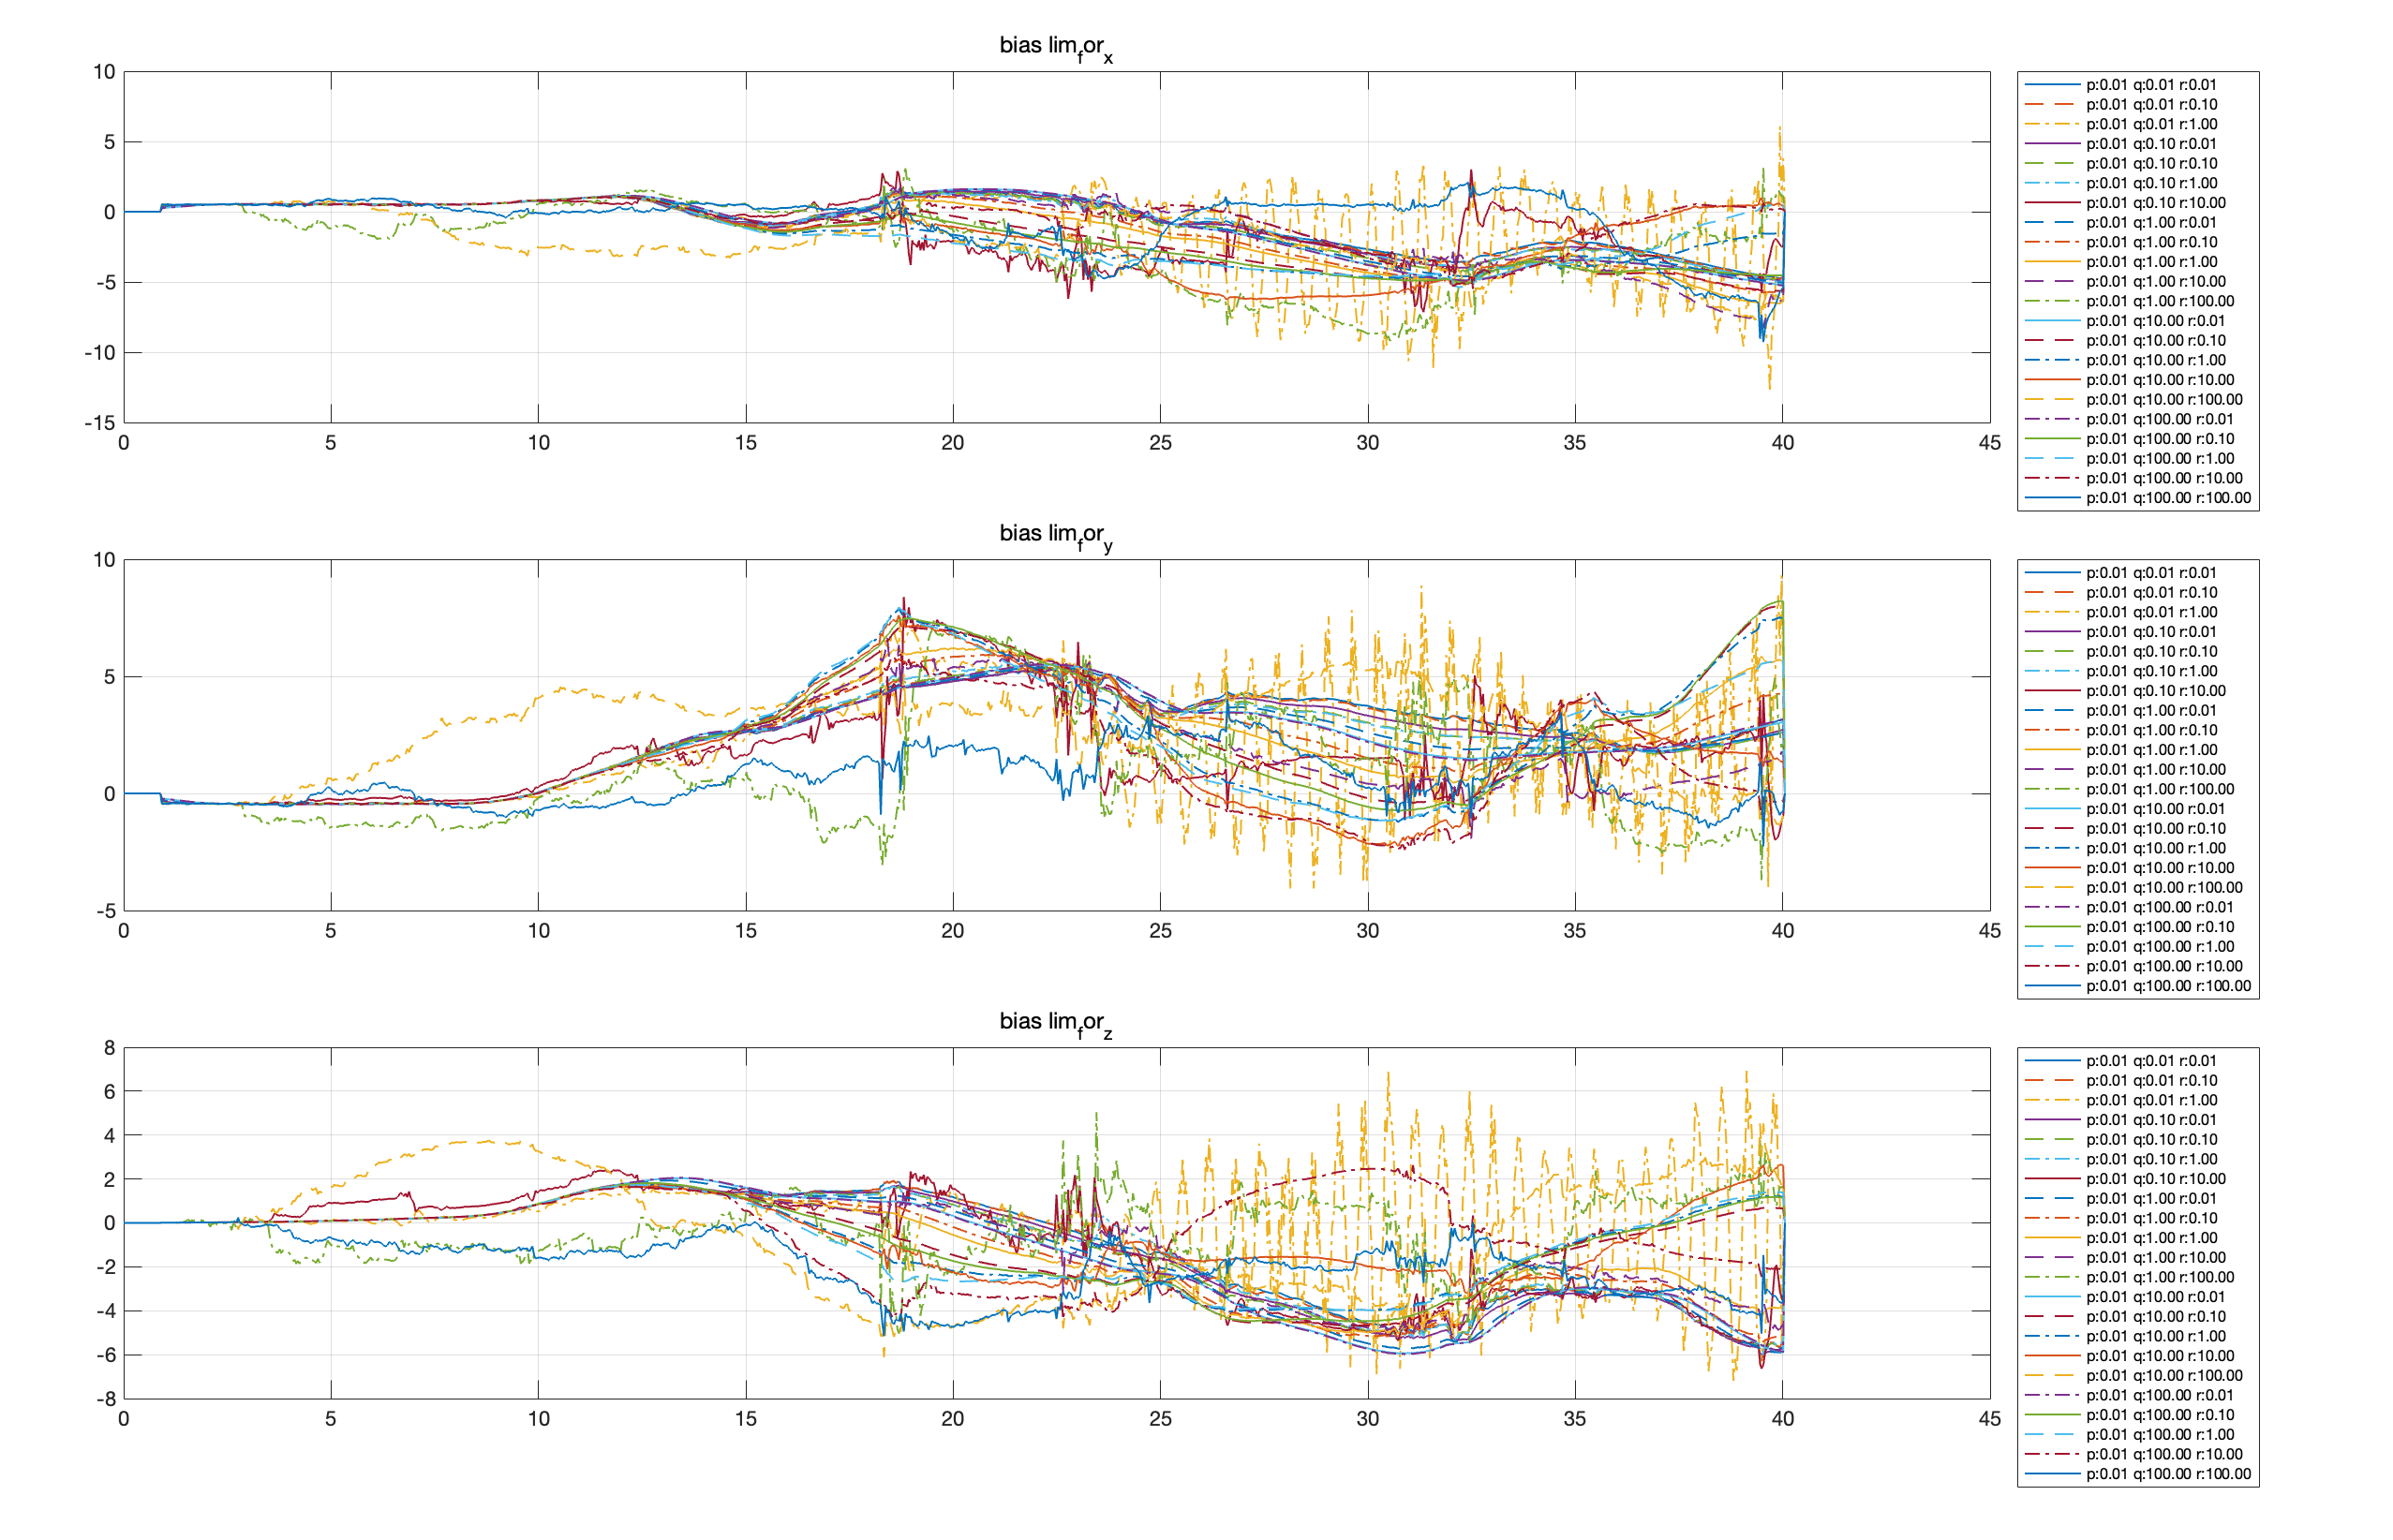 bias lim_for_x
10
5
0
-5
-10
-15
0 5 10 15 20 25 30 35 40 45
p:0.01 q:0.01 r:0.01
p:0.01 q:0.01 r:0.10
p:0.01 q:0.01 r:1.00
p:0.01 q:0.10 r:0.01
p:0.01 q:0.10 r:0.10
p:0.01 q:0.10 r:1.00
p:0.01 q:0.10 r:10.00
p:0.01 q:1.00 r:0.01
p:0.01 q:1.00 r:0.10
p:0.01 q:1.00 r:1.00
p:0.01 q:1.00 r:10.00
p:0.01 q:1.00 r:100.00
p:0.01 q:10.00 r:0.01
p:0.01 q:10.00 r:0.10
p:0.01 q:10.00 r:1.00
p:0.01 q:10.00 r:10.00
p:0.01 q:10.00 r:100.00
p:0.01 q:100.00 r:0.01
p:0.01 q:100.00 r:0.10
p:0.01 q:100.00 r:1.00
p:0.01 q:100.00 r:10.00
p:0.01 q:100.00 r:100.00
bias lim_for_y
10
5
0
-5
0 5 10 15 20 25 30 35 40 45
p:0.01 q:0.01 r:0.01
p:0.01 q:0.01 r:0.10
p:0.01 q:0.01 r:1.00
p:0.01 q:0.10 r:0.01
p:0.01 q:0.10 r:0.10
p:0.01 q:0.10 r:1.00
p:0.01 q:0.10 r:10.00
p:0.01 q:1.00 r:0.01
p:0.01 q:1.00 r:0.10
p:0.01 q:1.00 r:1.00
p:0.01 q:1.00 r:10.00
p:0.01 q:1.00 r:100.00
p:0.01 q:10.00 r:0.01
p:0.01 q:10.00 r:0.10
p:0.01 q:10.00 r:1.00
p:0.01 q:10.00 r:10.00
p:0.01 q:10.00 r:100.00
p:0.01 q:100.00 r:0.01
p:0.01 q:100.00 r:0.10
p:0.01 q:100.00 r:1.00
p:0.01 q:100.00 r:10.00
p:0.01 q:100.00 r:100.00
bias lim_for_z
8
6
4
2
0
-2
-4
-6
-8
0 5 10 15 20 25 30 35 40 45
p:0.01 q:0.01 r:0.01
p:0.01 q:0.01 r:0.10
p:0.01 q:0.01 r:1.00
p:0.01 q:0.10 r:0.01
p:0.01 q:0.10 r:0.10
p:0.01 q:0.10 r:1.00
p:0.01 q:0.10 r:10.00
p:0.01 q:1.00 r:0.01
p:0.01 q:1.00 r:0.10
p:0.01 q:1.00 r:1.00
p:0.01 q:1.00 r:10.00
p:0.01 q:1.00 r:100.00
p:0.01 q:10.00 r:0.01
p:0.01 q:10.00 r:0.10
p:0.01 q:10.00 r:1.00
p:0.01 q:10.00 r:10.00
p:0.01 q:10.00 r:100.00
p:0.01 q:100.00 r:0.01
p:0.01 q:100.00 r:0.10
p:0.01 q:100.00 r:1.00
p:0.01 q:100.00 r:10.00
p:0.01 q:100.00 r:100.00